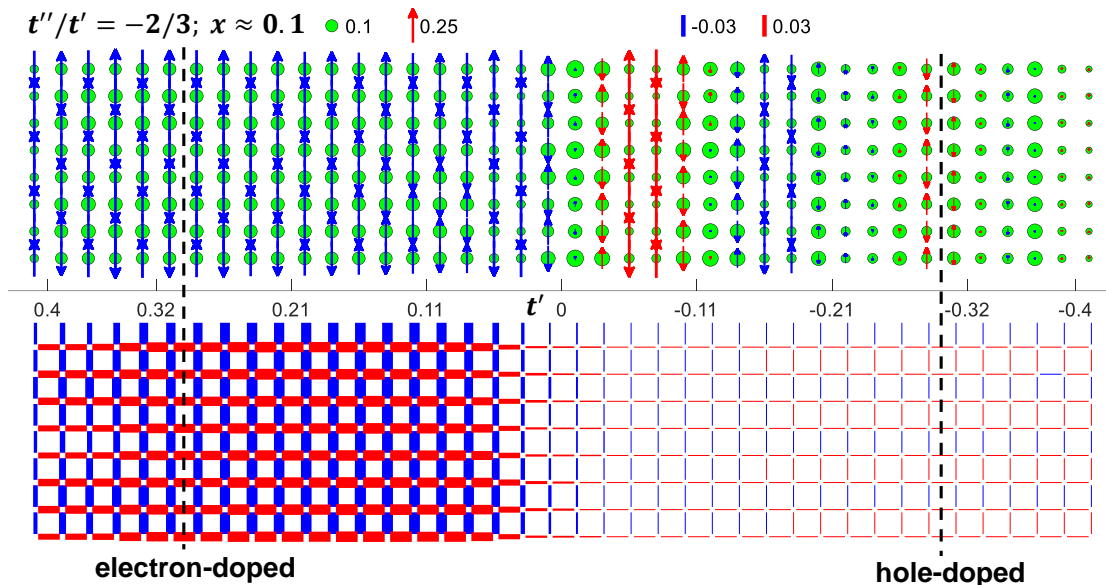 t''/t' = −2/3; x ≈ 0.1 0.1 0.25 -0.03 0.03
0.4 0.32 0.21 0.11 t' 0 -0.11 -0.21 -0.32 -0.4
electron-doped hole-doped